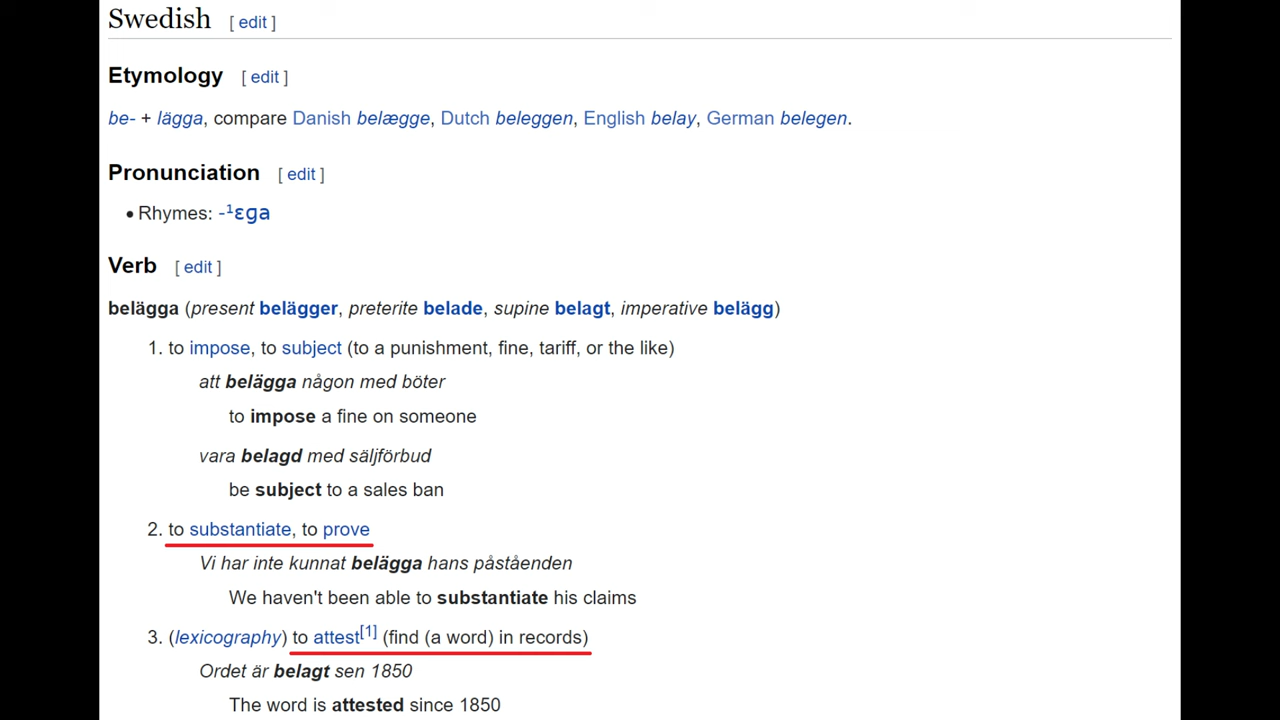 Swedish [ edit ]
Etymology [ edit ]
be- + lägga, compare Danish belægge, Dutch beleggen, English belay, German belegen.
Pronunciation [ edit ]
• Rhymes: -¹ɛɡa
Verb [ edit ]
belägga (present belägger, preterite belade, supine belagt, imperative belägg)
1. to impose, to subject (to a punishment, fine, tariff, or the like)
att belägga någon med böter
to impose a fine on someone
vara belagd med säljförbud
be subject to a sales ban
2. to substantiate, to prove
Vi har inte kunnat belägga hans påståenden
We haven't been able to substantiate his claims
3. (lexicography) to attest[1] (find (a word) in records)
Ordet är belagt sen 1850
The word is attested since 1850